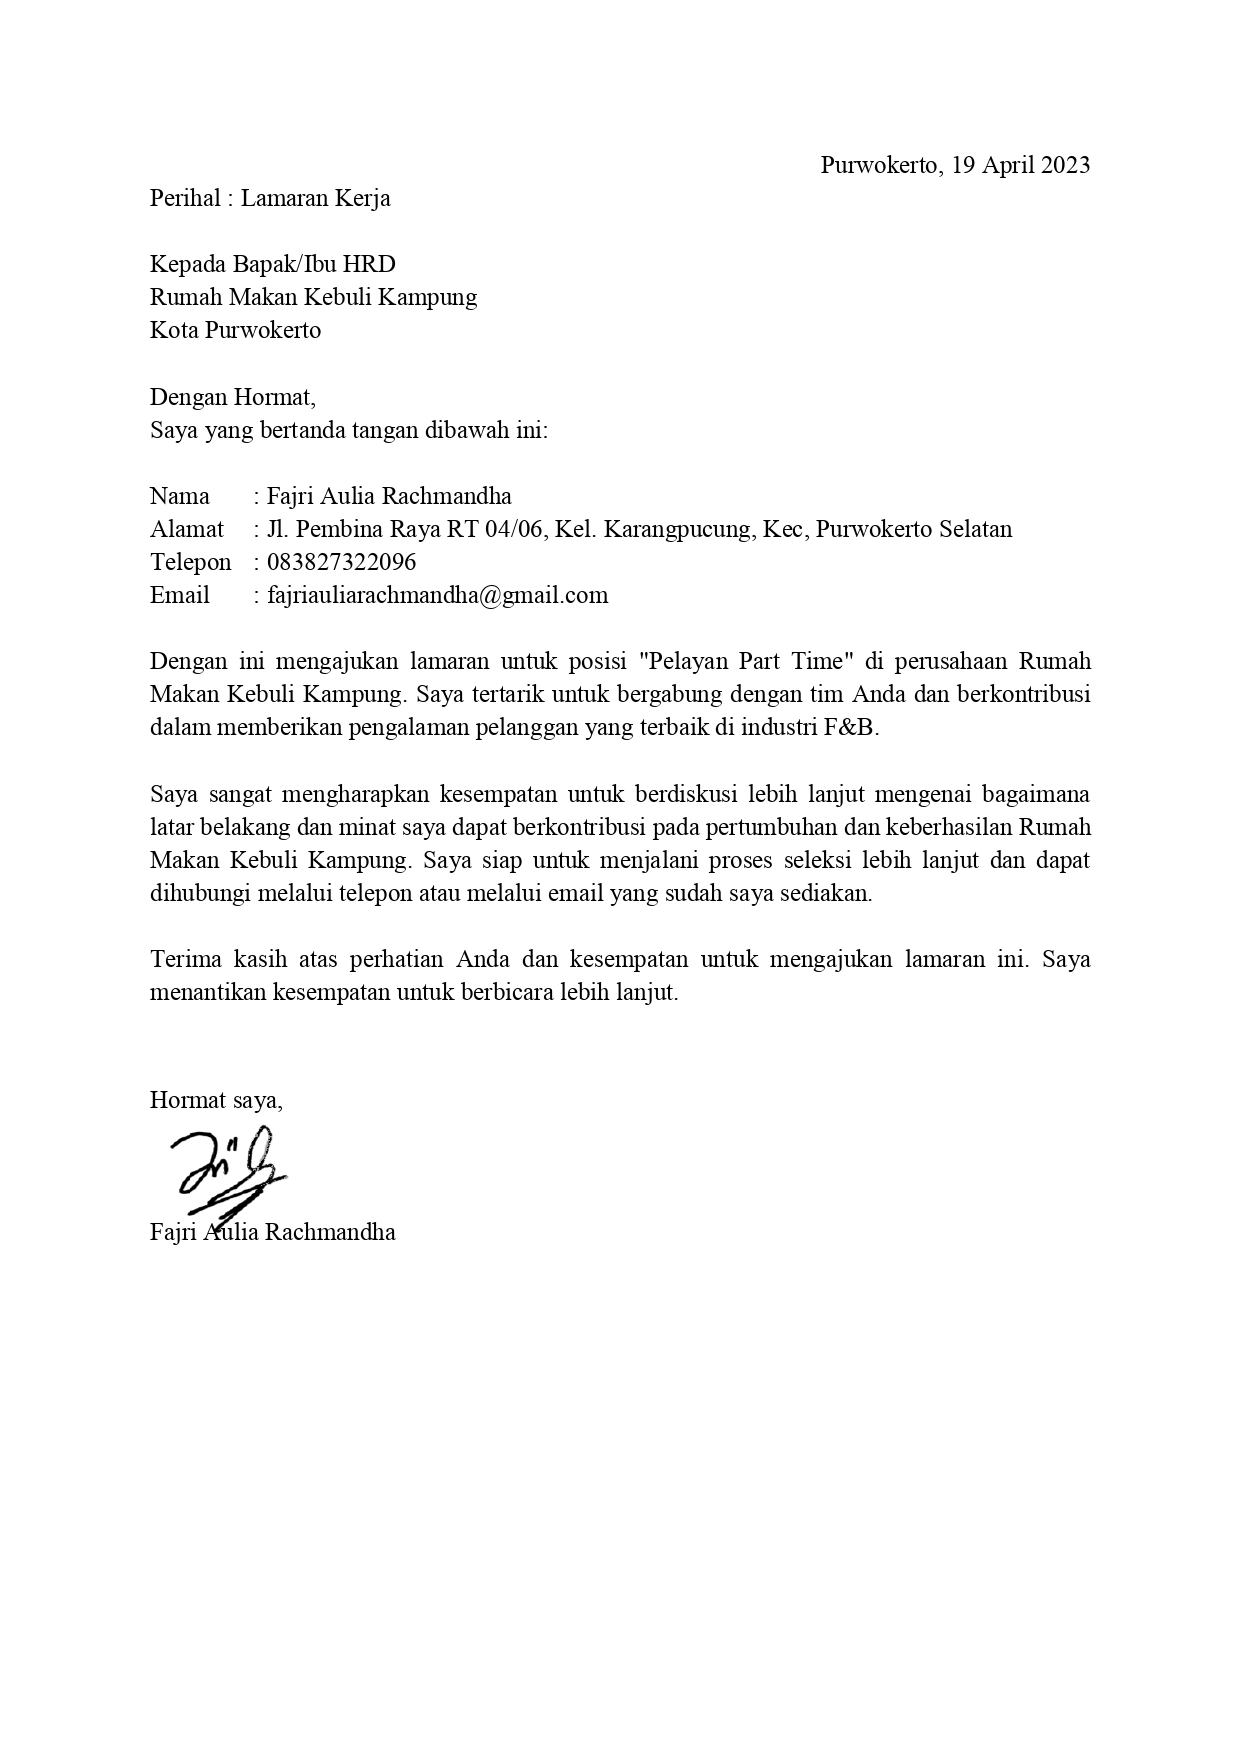 Purwokerto, 19 April 2023
Perihal : Lamaran Kerja
Kepada Bapak/Ibu HRD
Rumah Makan Kebuli Kampung
Kota Purwokerto
Dengan Hormat,
Saya yang bertanda tangan dibawah ini:
Nama : Fajri Aulia Rachmandha
Alamat : Jl. Pembina Raya RT 04/06, Kel. Karangpucung, Kec, Purwokerto Selatan
Telepon : 083827322096
Email : fajriauliarachmandha@gmail.com
Dengan ini mengajukan lamaran untuk posisi "Pelayan Part Time" di perusahaan Rumah
Makan Kebuli Kampung. Saya tertarik untuk bergabung dengan tim Anda dan berkontribusi
dalam memberikan pengalaman pelanggan yang terbaik di industri F&B.
Saya sangat mengharapkan kesempatan untuk berdiskusi lebih lanjut mengenai bagaimana
latar belakang dan minat saya dapat berkontribusi pada pertumbuhan dan keberhasilan Rumah
Makan Kebuli Kampung. Saya siap untuk menjalani proses seleksi lebih lanjut dan dapat
dihubungi melalui telepon atau melalui email yang sudah saya sediakan.
Terima kasih atas perhatian Anda dan kesempatan untuk mengajukan lamaran ini. Saya
menantikan kesempatan untuk berbicara lebih lanjut.
Hormat saya,
Fajri Aulia Rachmandha